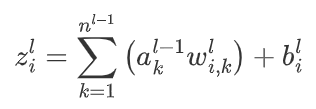 $z_i^l = \sum_{k=1}^{n^{l-1}} \left( a_k^{l-1} w_{i,k}^l \right) + b_i^l$